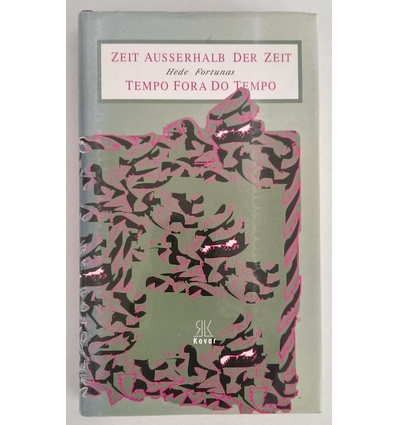 ZEIT AUSSERHALB DER ZEIT
Hede Fortunas
TEMPO FORA DO TEMPO
Kovar